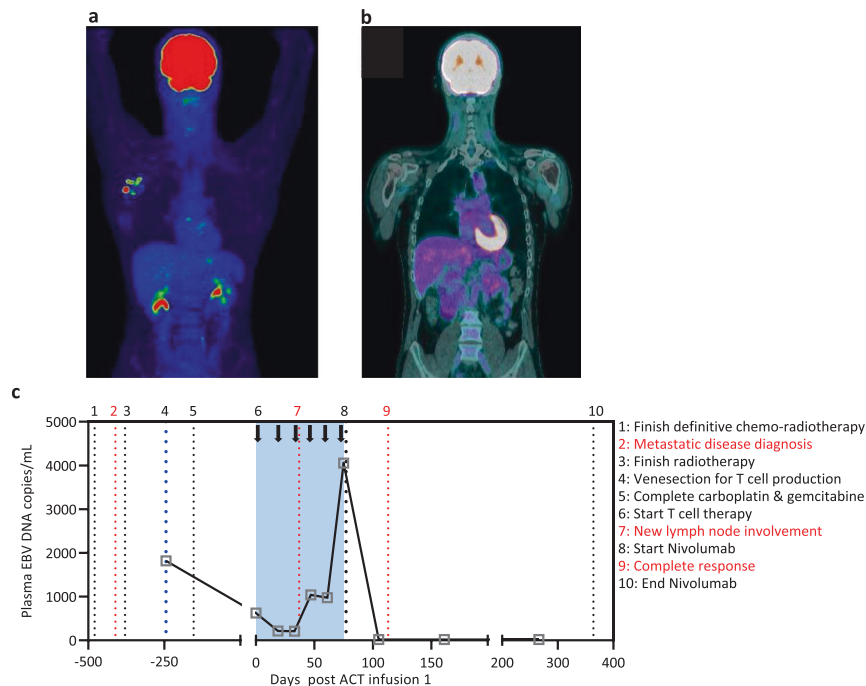 a
b
c
1 2 3 4 5 6 7 8 9 10
5000
4000
3000
2000
1000
0
Plasma EBV DNA copies/mL
-500 -250 0 50 100 150 200 300 400
Days post ACT infusion 1
1: Finish definitive chemo-radiotherapy
2: Metastatic disease diagnosis
3: Finish radiotherapy
4: Venesection for T cell production
5: Complete carboplatin & gemcitabine
6: Start T cell therapy
7: New lymph node involvement
8: Start Nivolumab
9: Complete response
10: End Nivolumab